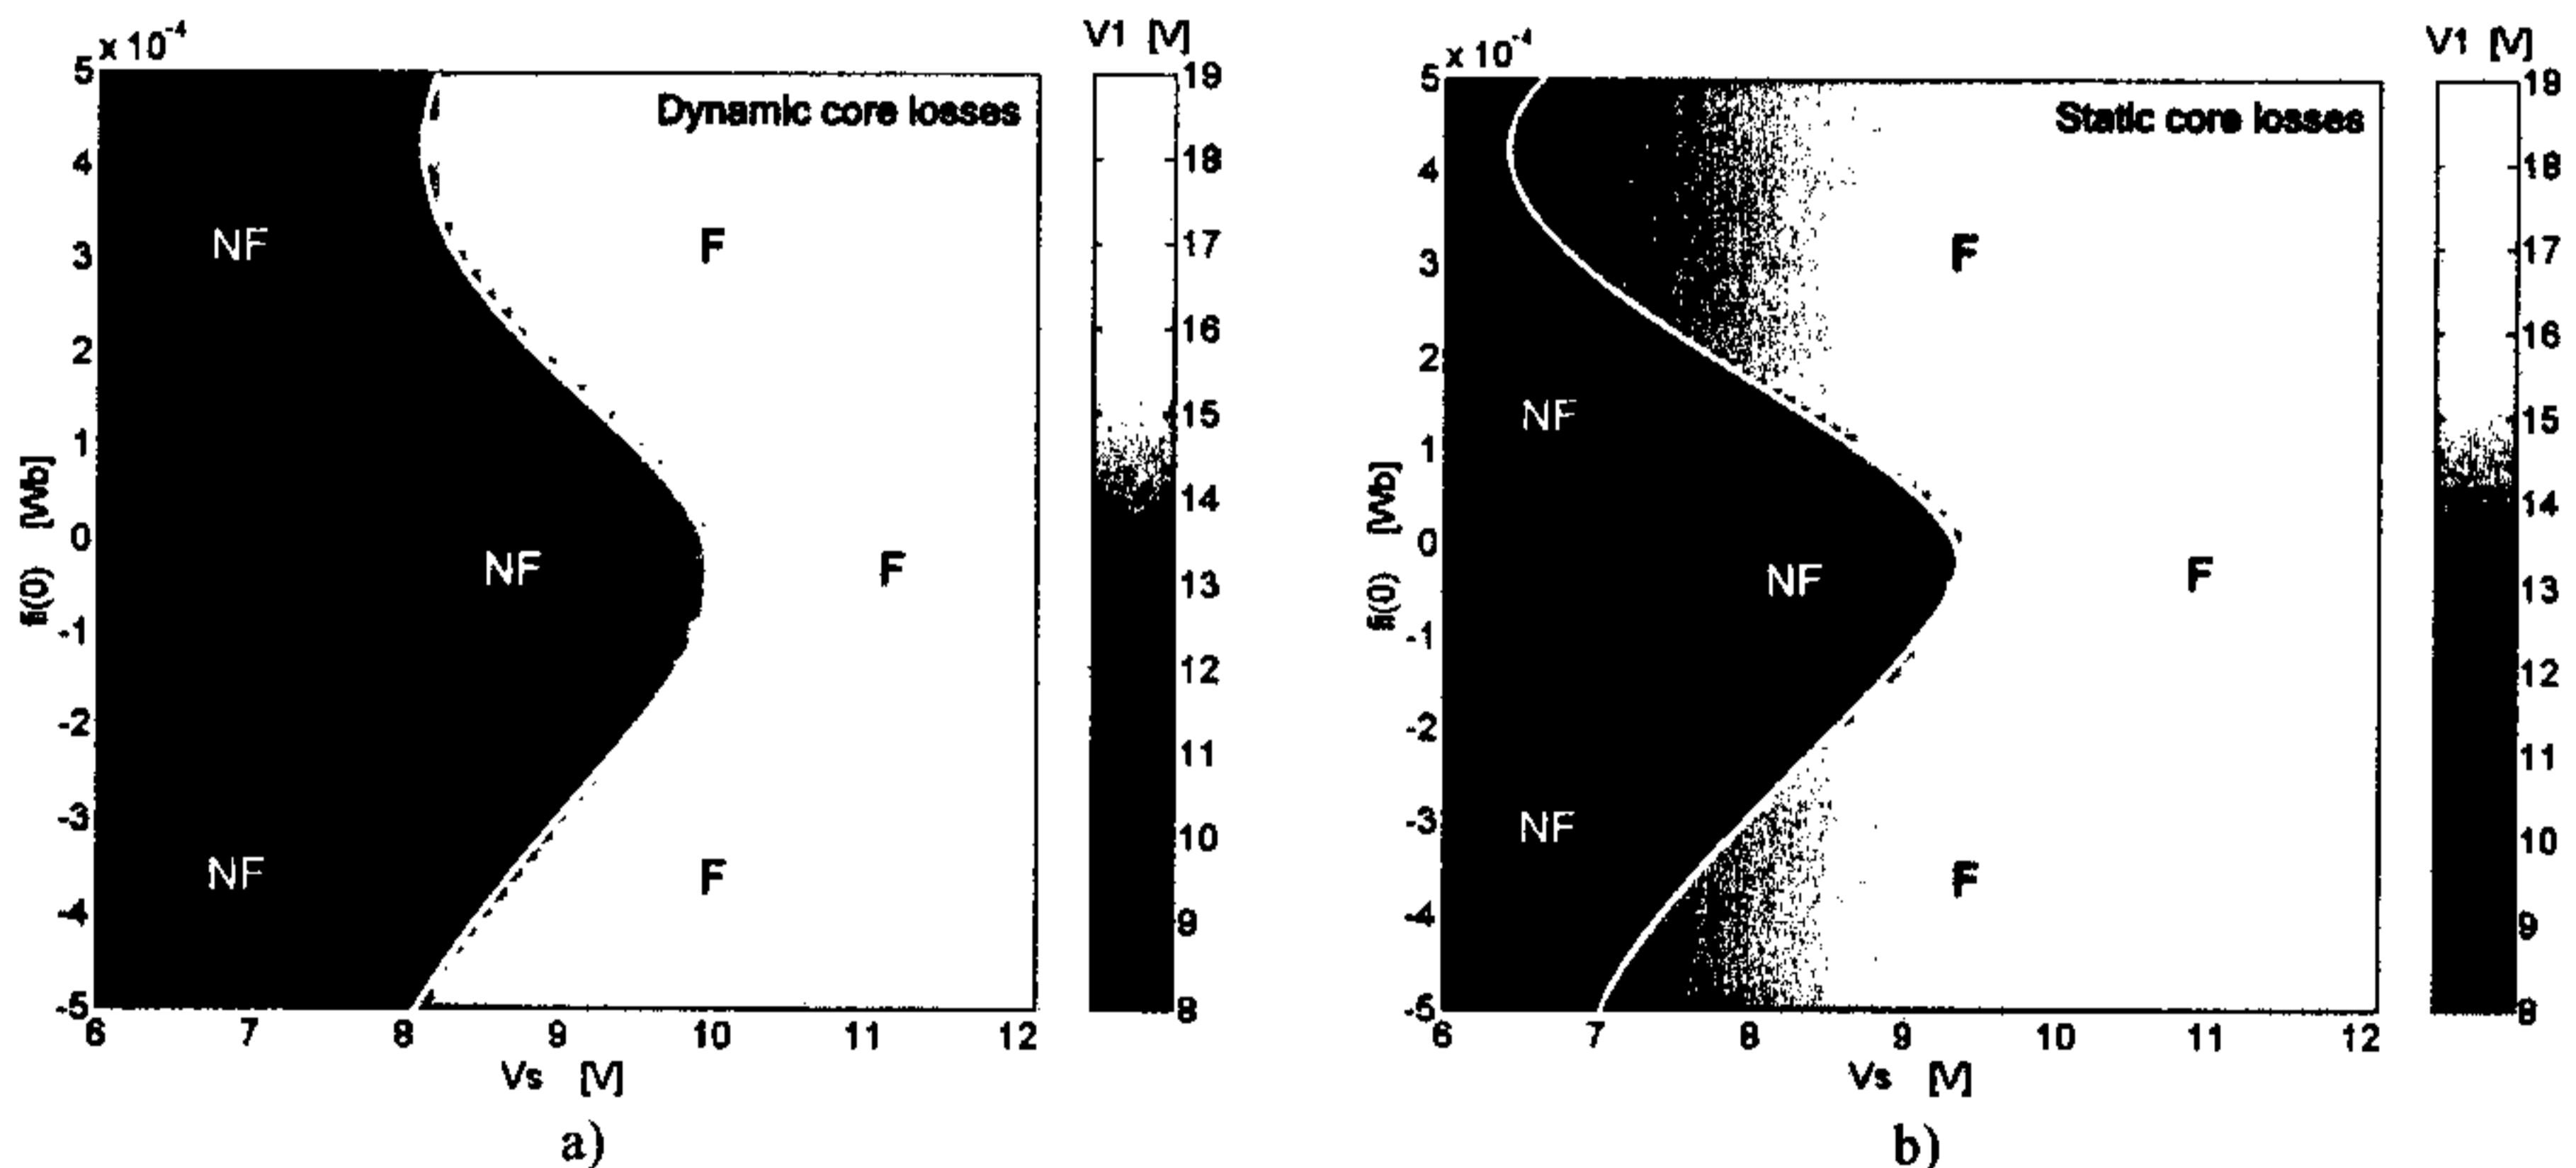 x 10⁻⁴
V1 [V]
Dynamic core losses
5
4
3
2
1
0
-1
-2
-3
-4
-5
fi(0) [Wb]
NF
F
NF
F
NF
F
6 7 8 9 10 11 12
Vs [V]
19
18
17
16
15
14
13
12
11
10
9
8
a)
x 10⁻⁴
V1 [V]
Static core losses
5
4
3
2
1
0
-1
-2
-3
-4
-5
fi(0) [Wb]
F
NF
NF
F
NF
F
6 7 8 9 10 11 12
Vs [V]
19
18
17
16
15
14
13
12
11
10
9
8
b)